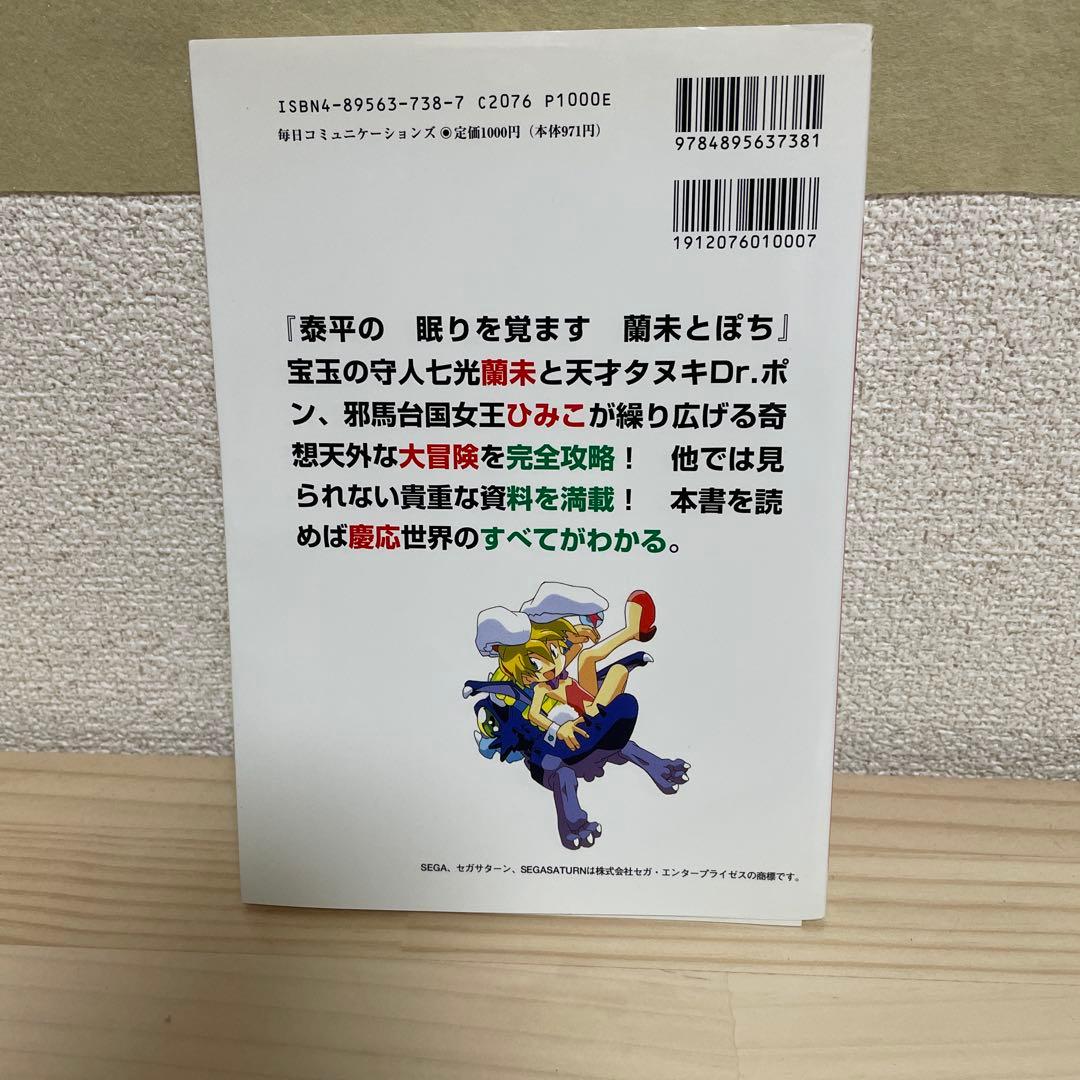 ISBN4-89563-738-7 C2076 P1000E
毎日コミュニケーションズ ◉定価1000円（本体971円）
9784895637381
1912076010007
『泰平の　眠りを覚ます　蘭未とぽち』
宝玉の守人七光蘭未と天才タヌキDr.ポ
ン、邪馬台国女王ひみこが繰り広げる奇
想天外な大冒険を完全攻略！　他では見
られない貴重な資料を満載！　本書を読
めば慶応世界のすべてがわかる。
SEGA、セガサターン、SEGASATURNは株式会社セガ・エンタープライゼスの商標です。